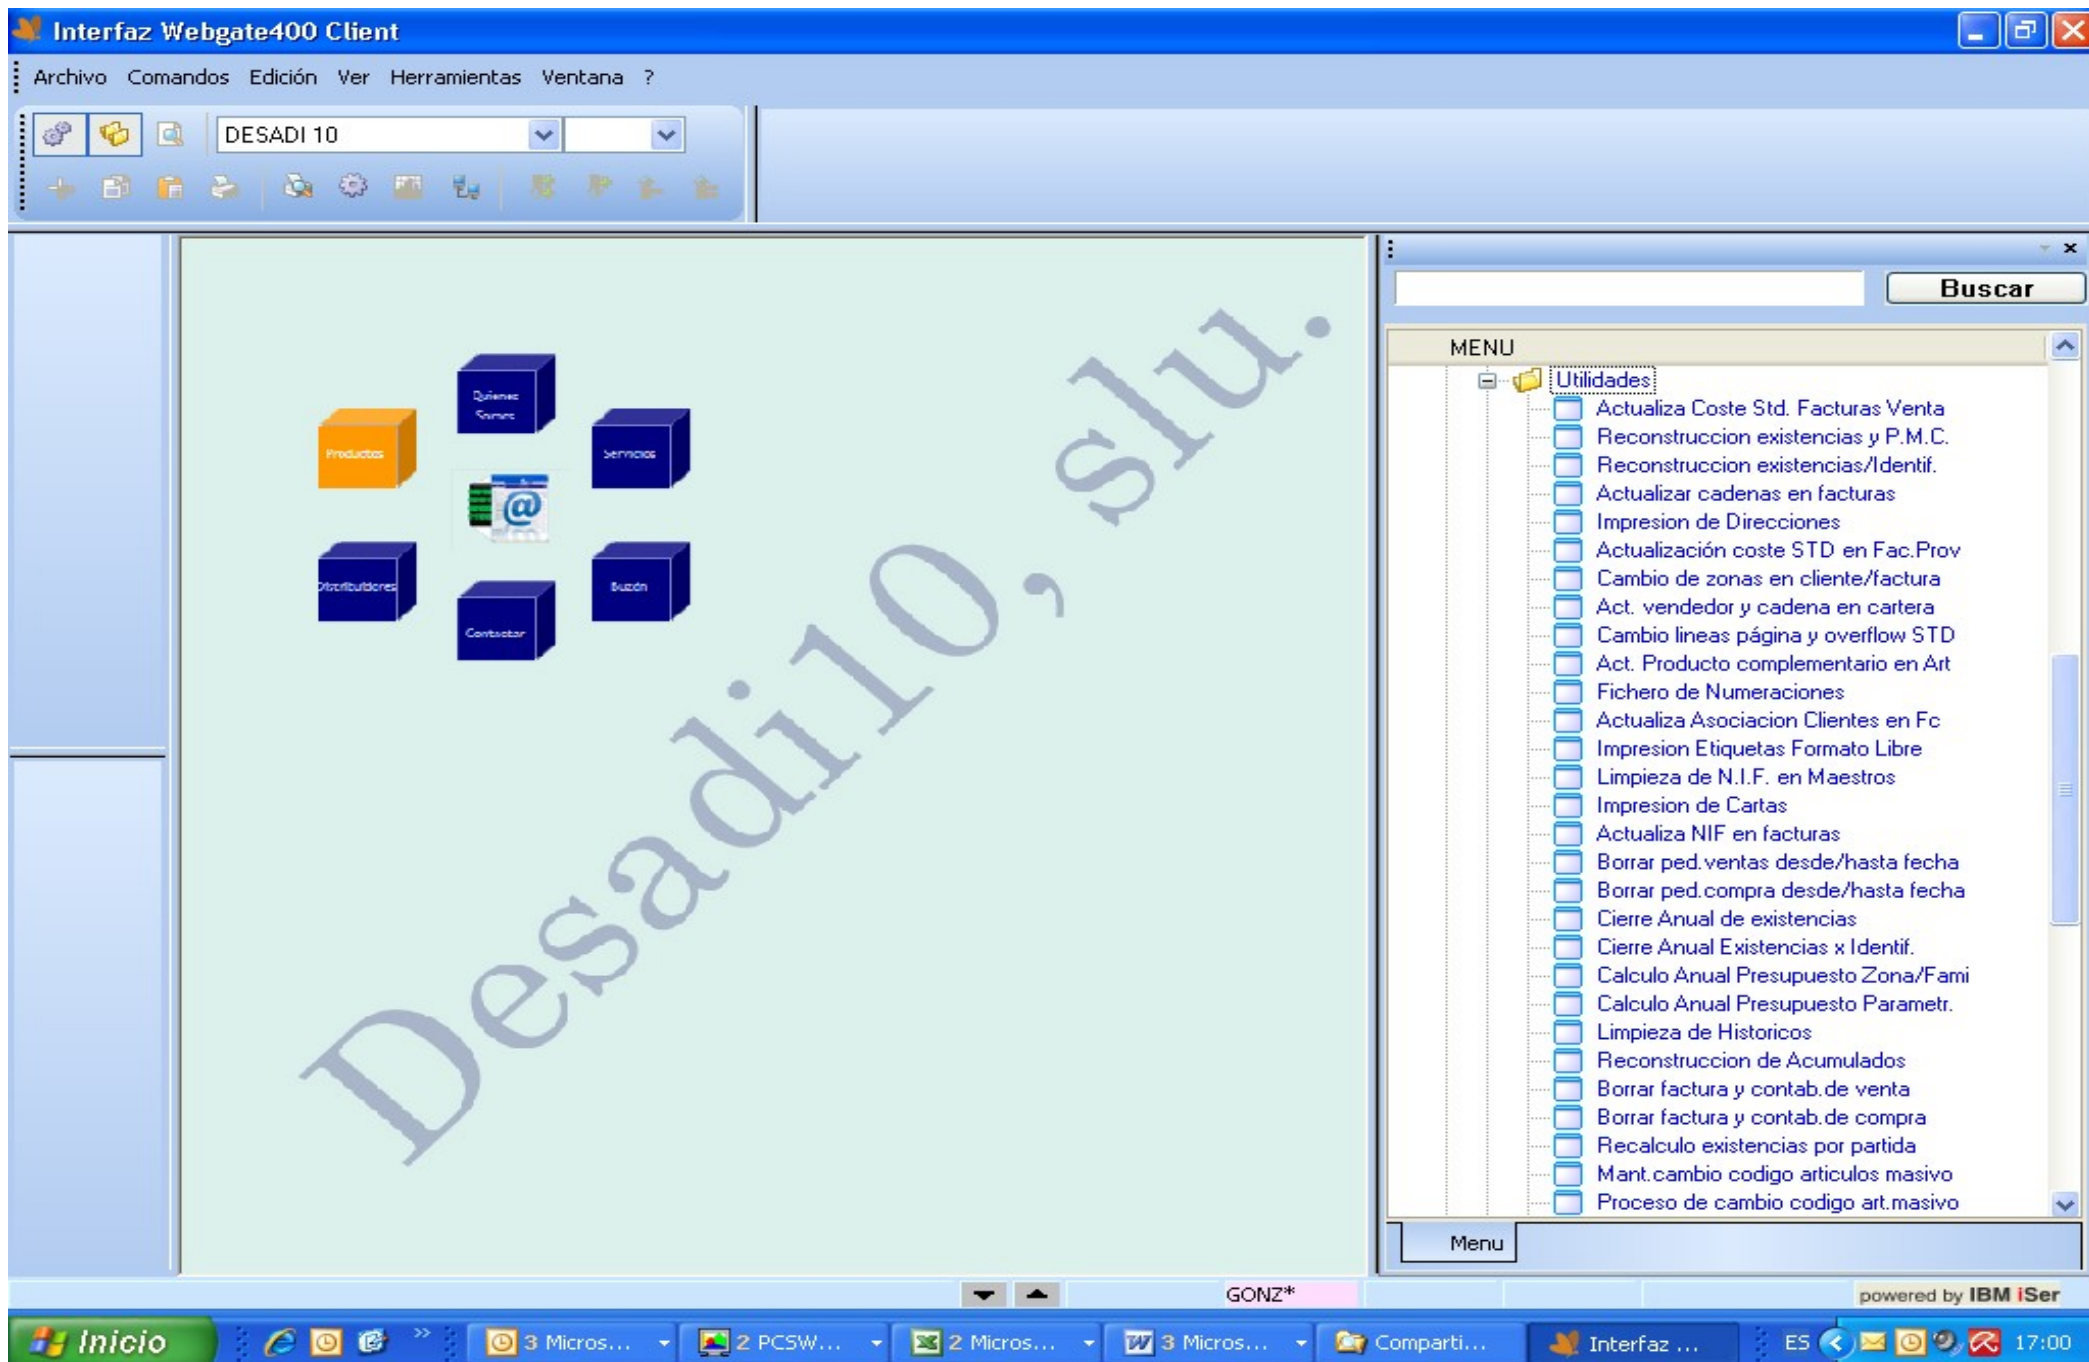 Interfaz Webgate400 Client
Archivo Comandos Edición Ver Herramientas Ventana ?
DESADI 10
Buscar
MENU
Utilidades
Actualiza Coste Std. Facturas Venta
Reconstruccion existencias y P.M.C.
Reconstruccion existencias/Identif.
Actualizar cadenas en facturas
Impresion de Direcciones
Actualización coste STD en Fac.Prov
Cambio de zonas en cliente/factura
Act. vendedor y cadena en cartera
Cambio lineas página y overflow STD
Act. Producto complementario en Art
Fichero de Numeraciones
Actualiza Asociacion Clientes en Fc
Impresion Etiquetas Formato Libre
Limpieza de N.I.F. en Maestros
Impresion de Cartas
Actualiza NIF en facturas
Borrar ped.ventas desde/hasta fecha
Borrar ped.compra desde/hasta fecha
Cierre Anual de existencias
Cierre Anual Existencias x Identif.
Calculo Anual Presupuesto Zona/Fami
Calculo Anual Presupuesto Parametr.
Limpieza de Historicos
Reconstruccion de Acumulados
Borrar factura y contab.de venta
Borrar factura y contab.de compra
Recalculo existencias por partida
Mant.cambio codigo articulos masivo
Proceso de cambio codigo art.masivo
Menu
Quienes
Somos
Productos
Servicios
@
Distribuidores
Buzón
Contactar
Desadi10, slu.
GONZ*
powered by IBM iSer
Inicio
3 Micros...
2 PCSW...
2 Micros...
3 Micros...
Comparti...
Interfaz ...
ES
17:00